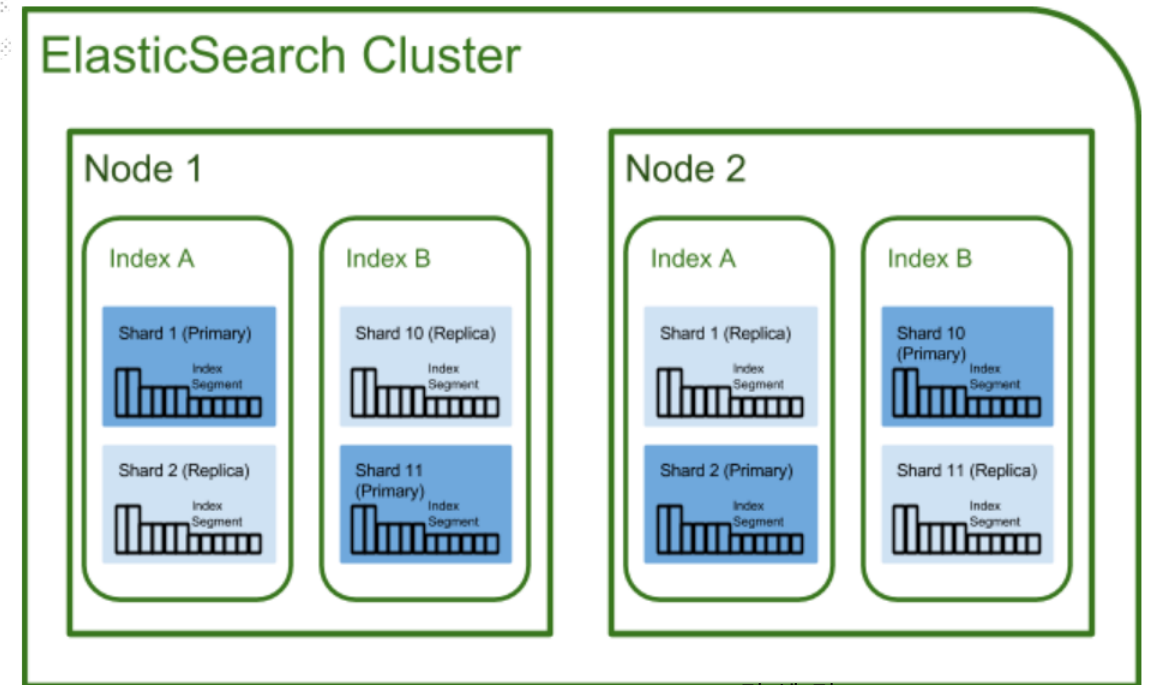 ElasticSearch Cluster
Node 1
Index A
Shard 1 (Primary)
Index
Segment
Shard 2 (Replica)
Index
Segment
Index B
Shard 10 (Replica)
Index
Segment
Shard 11
(Primary)
Index
Segment
Node 2
Index A
Shard 1 (Replica)
Index
Segment
Shard 2 (Primary)
Index
Segment
Index B
Shard 10
(Primary)
Index
Segment
Shard 11 (Replica)
Index
Segment